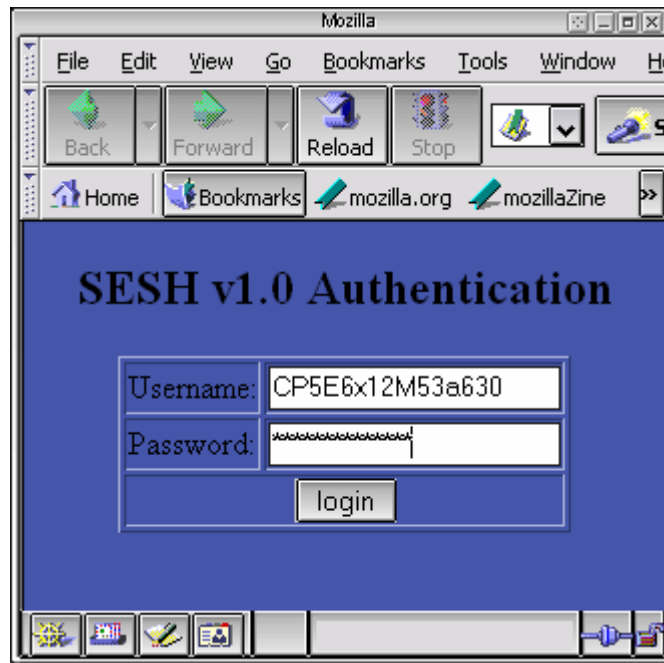 Mozilla
File Edit View Go Bookmarks Tools Window
Back Forward Reload Stop
Home Bookmarks mozilla.org mozillaZine »
SESH v1.0 Authentication
Username: CP5E6x12M53a630
Password: ***************
login